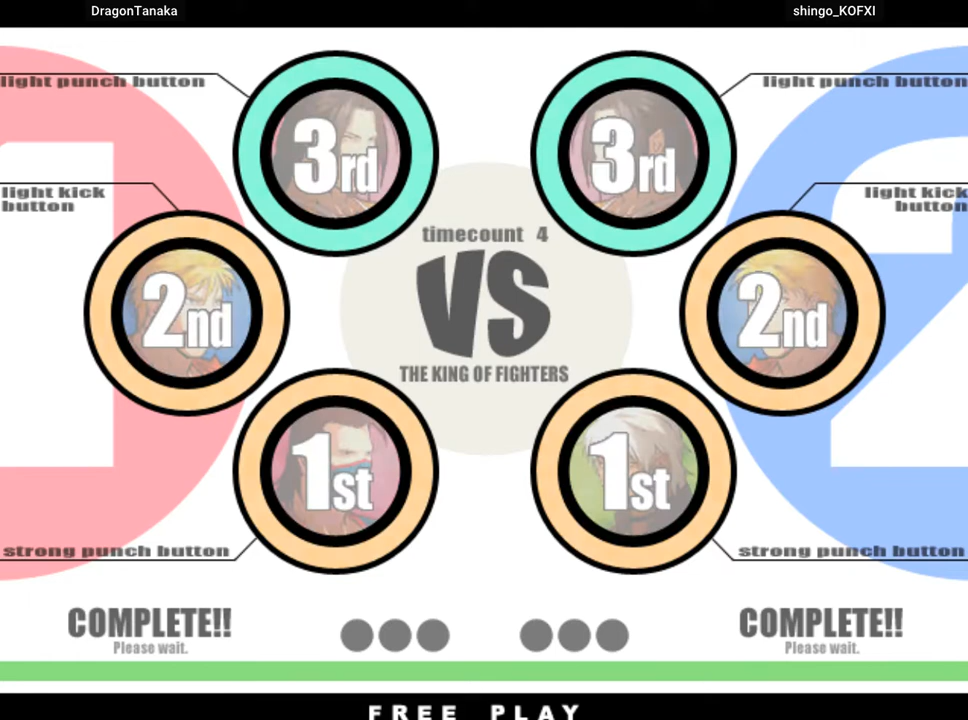 DragonTanaka
shingo_KOFXI
light punch button
light punch button
3rd
3rd
light kick
button
light kick
button
timecount 4
VS
THE KING OF FIGHTERS
2nd
2nd
1st
1st
strong punch button
strong punch button
COMPLETE!!
Please wait.
COMPLETE!!
Please wait.
1
2
FREE PLAY